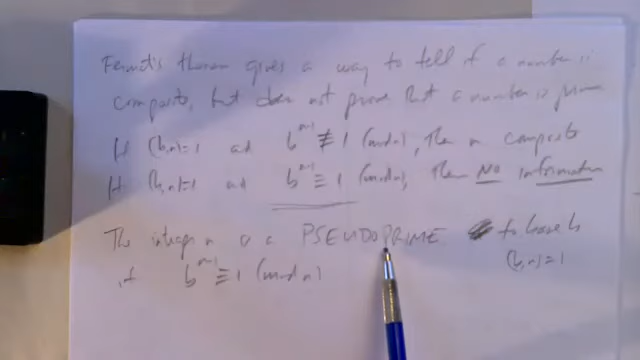 Fermat's theorem gives a way to tell if a number is
composite, but does not prove that a number is prime
If (b,n)=1 and b^{n-1} ≢ 1 (mod n), then n composite
If (b,n)=1 and b^{n-1} ≡ 1 (mod n), then NO information
The integer n is a PSEUDOPRIME to base b
(b,n)=1
if b^{n-1} ≡ 1 (mod n)